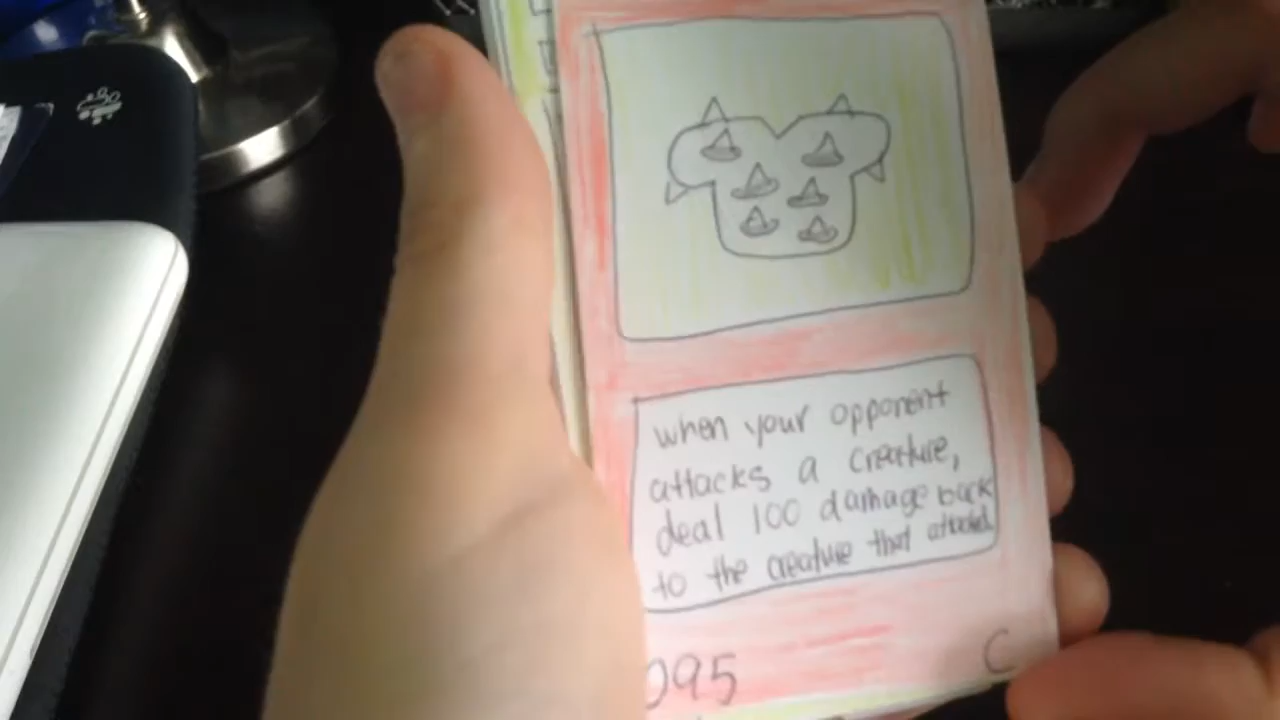 when your opponent
attacks a creature,
deal 100 damage back
to the creature that attacked.
095
C